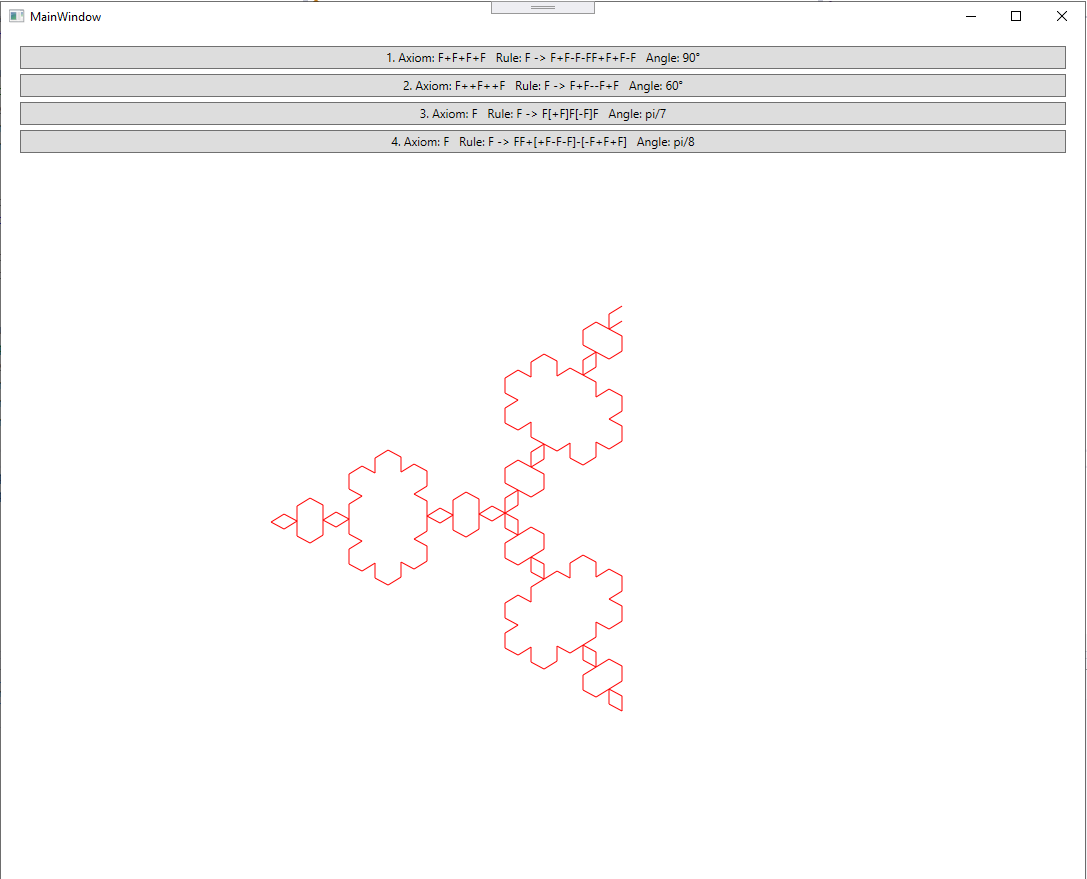 MainWindow
1. Axiom: F+F+F+F Rule: F -> F+F-F-FF+F+F-F Angle: 90°
2. Axiom: F++F++F Rule: F -> F+F--F+F Angle: 60°
3. Axiom: F Rule: F -> F[+F]F[-F]F Angle: pi/7
4. Axiom: F Rule: F -> FF+[+F-F-F]-[-F+F+F] Angle: pi/8